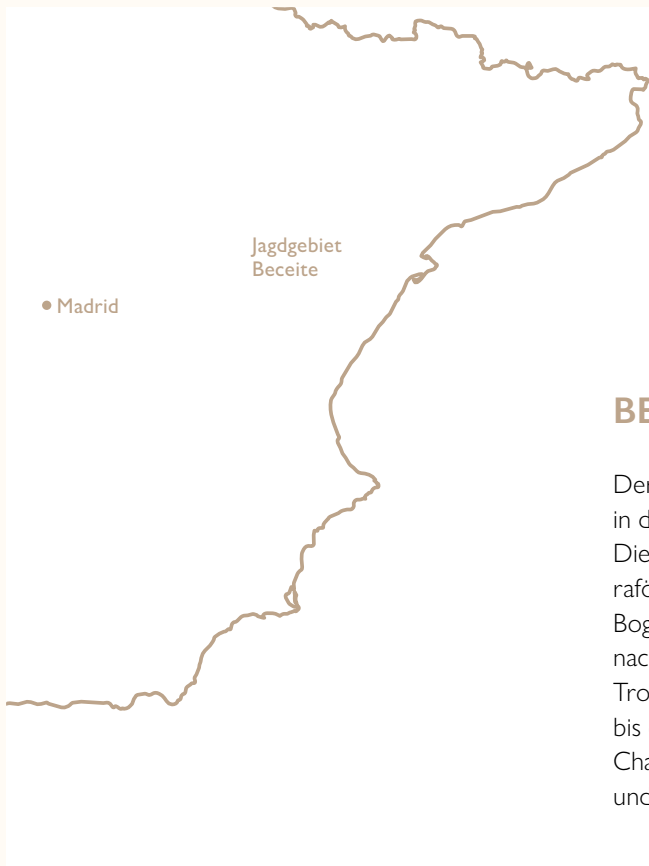 Jagdgebiet
Beceite
Madrid
BE
Der
in d
Die
rafö
Bog
nac
Tro
bis
Cha
und